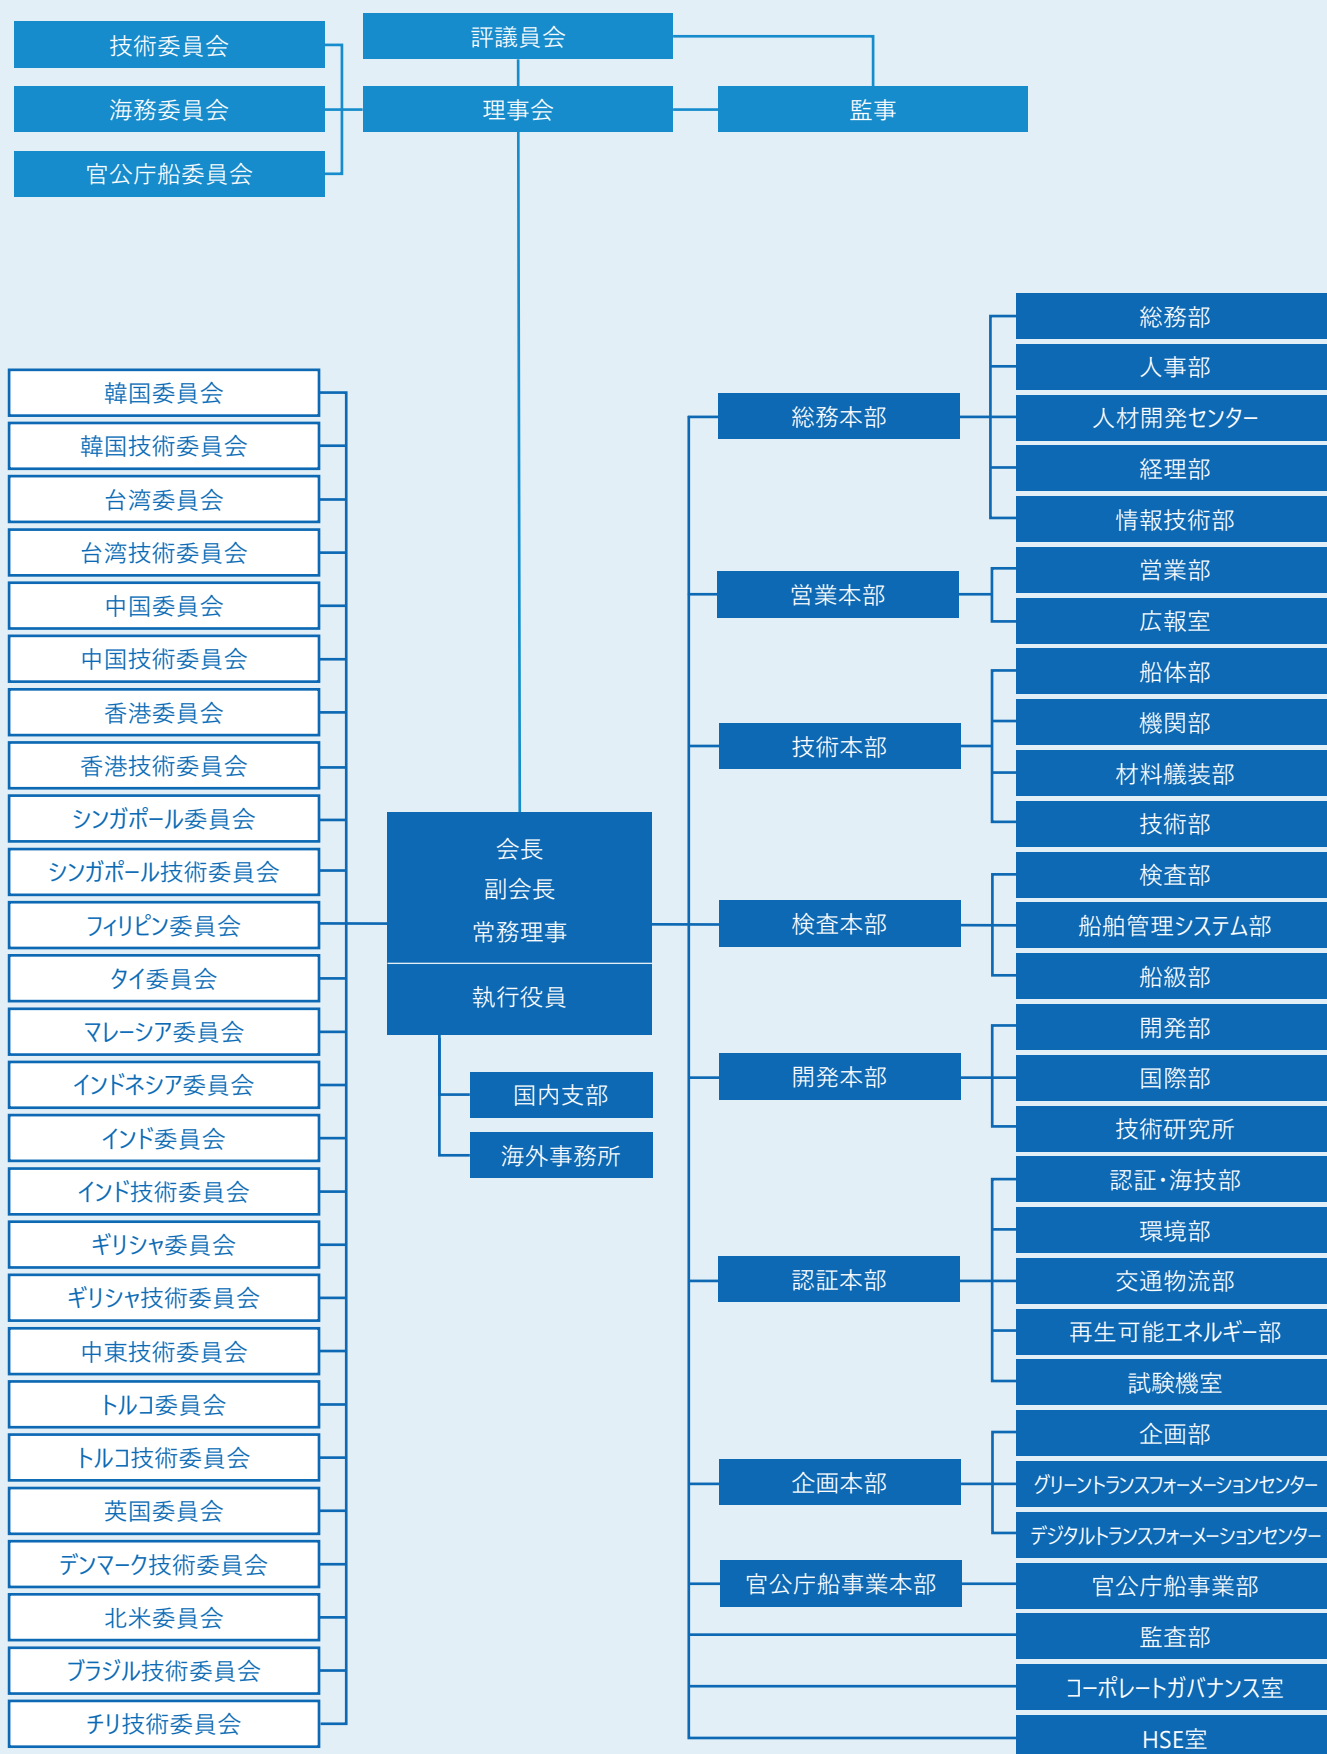 技術委員会
海務委員会
官公庁船委員会
評議員会
理事会
監事
韓国委員会
韓国技術委員会
台湾委員会
台湾技術委員会
中国委員会
中国技術委員会
香港委員会
香港技術委員会
シンガポール委員会
シンガポール技術委員会
フィリピン委員会
タイ委員会
マレーシア委員会
インドネシア委員会
インド委員会
インド技術委員会
ギリシャ委員会
ギリシャ技術委員会
中東技術委員会
トルコ委員会
トルコ技術委員会
英国委員会
デンマーク技術委員会
北米委員会
ブラジル技術委員会
チリ技術委員会
会長
副会長
常務理事
執行役員
国内支部
海外事務所
総務本部
総務部
人事部
人材開発センター
経理部
情報技術部
営業本部
営業部
広報室
技術本部
船体部
機関部
材料艤装部
技術部
検査本部
検査部
船舶管理システム部
船級部
開発本部
開発部
国際部
技術研究所
認証本部
認証・海技部
環境部
交通物流部
再生可能エネルギー部
試験機室
企画本部
企画部
グリーントランスフォーメーションセンター
デジタルトランスフォーメーションセンター
官公庁船事業本部
官公庁船事業部
監査部
コーポレートガバナンス室
HSE室